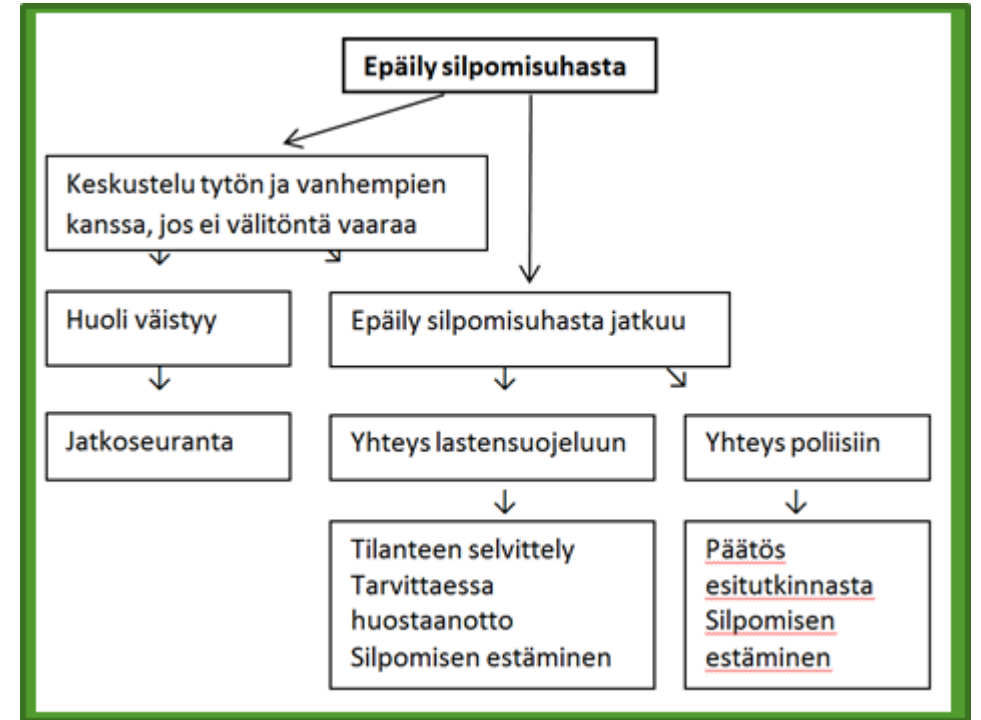 Epäily silpomisuhasta
Keskustelu tytön ja vanhempien
kanssa, jos ei välitöntä vaaraa
Huoli väistyy
Epäily silpomisuhasta jatkuu
Jatkoseuranta
Yhteys lastensuojeluun
Yhteys poliisiin
Tilanteen selvittely
Tarvittaessa
huostaanotto
Silpomisen estäminen
Päätös
esitutkinnasta
Silpomisen
estäminen